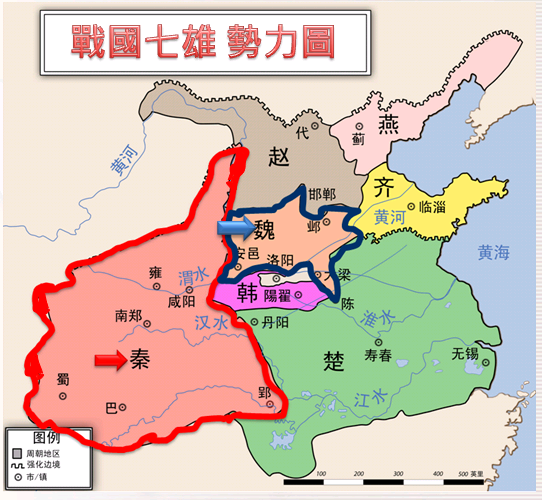 戰國七雄 勢力圖
燕
代
蓟
黄河
赵
邯郸
齐
临淄
邺
黄河
魏
黄海
安邑
洛阳
大梁
雍
渭水
韩
陽翟
咸阳
陈
南郑
汉水
丹阳
淮水
秦
楚
寿春
无锡
蜀
巴
郢
江水
图例
周朝地区
强化边境
市/镇
100
200
300
400
500 英里